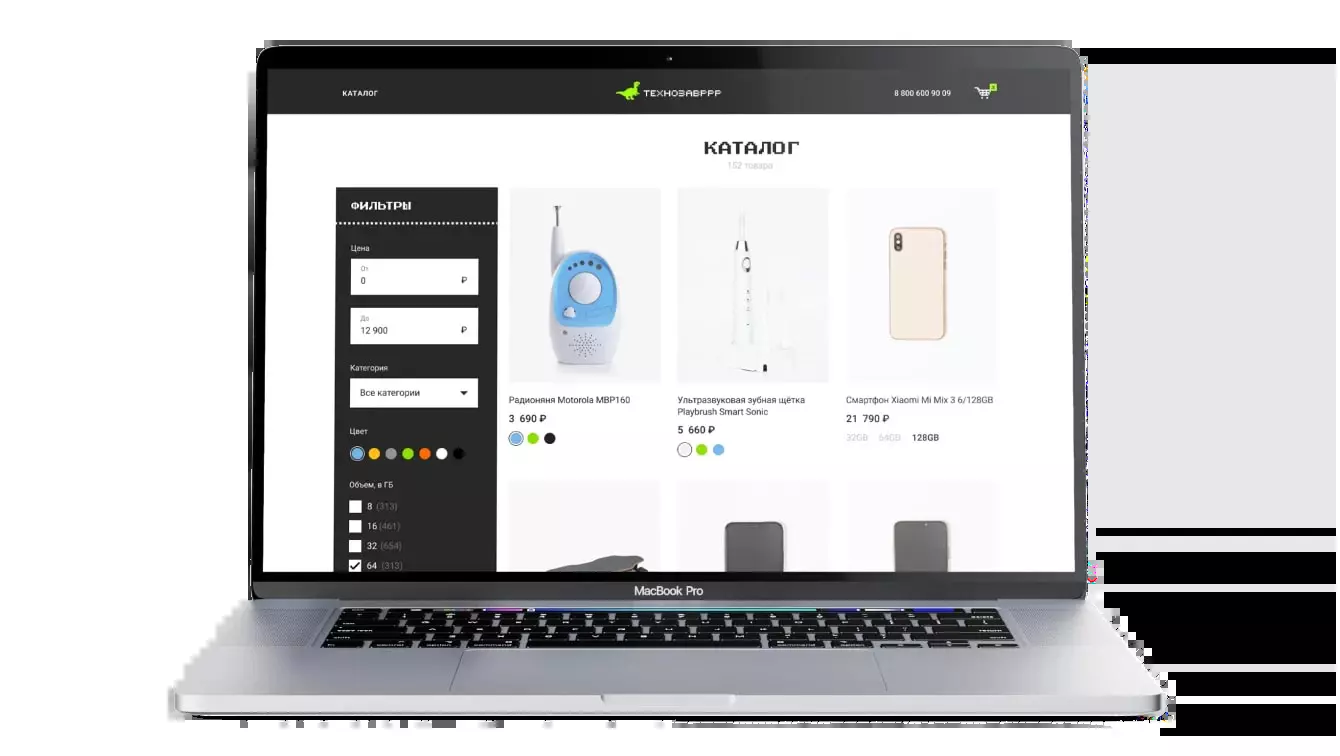 КАТАЛОГ
ТЕХНОЗАВРРР
8 800 600 90 09
КАТАЛОГ
152 товара
ФИЛЬТРЫ
Цена
От
0 ₽
До
12 900 ₽
Категория
Все категории
Цвет
Объем, в ГБ
8 (313)
16 (461)
32 (654)
64 (313)
Радионяня Motorola MBP160
3 690 ₽
Ультразвуковая зубная щётка
Playbrush Smart Sonic
5 660 ₽
Смартфон Xiaomi Mi Mix 3 6/128GB
21 790 ₽
32GB 64GB 128GB
MacBook Pro